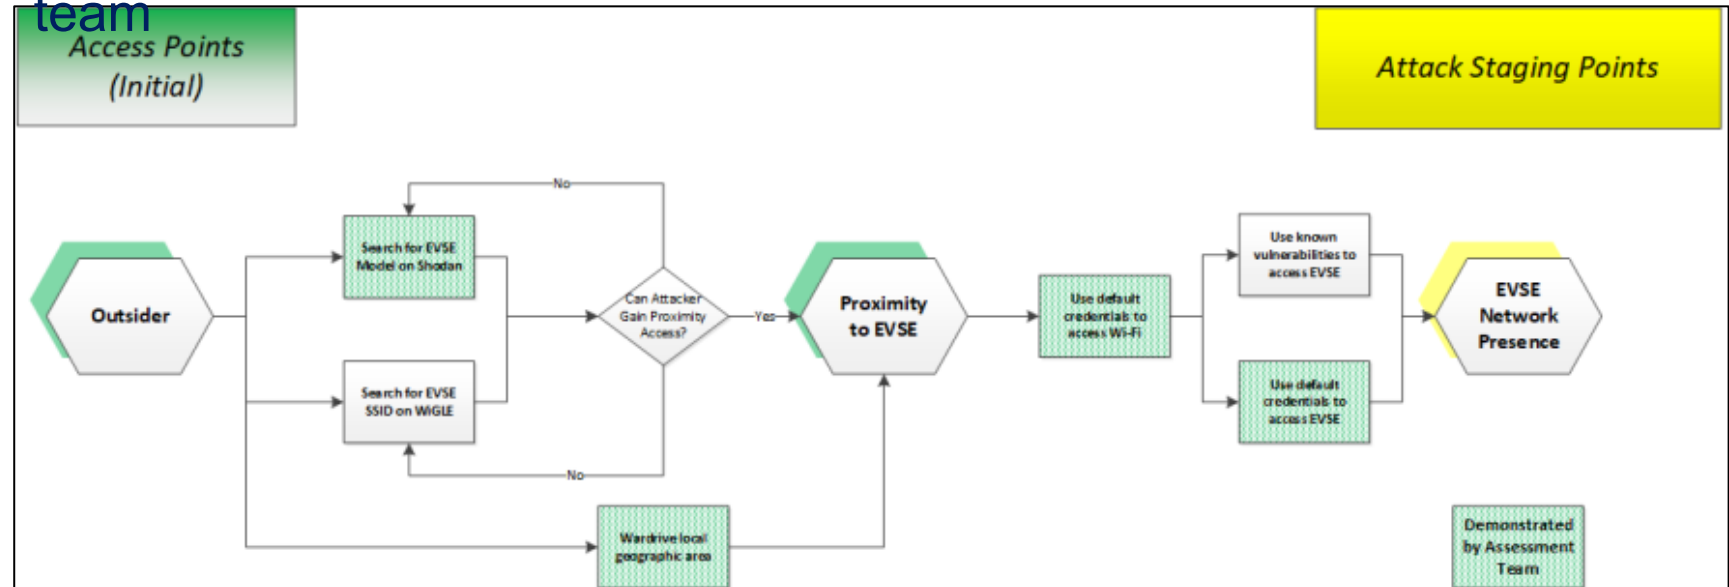 team
Access Points
(Initial)
Attack Staging Points
No
Search for EVSE
Model on Shodan
Outsider
Can Attacker
Gain Proximity
Access?
Yes
Proximity
to EVSE
Use default
credentials to
access Wi-Fi
Use known
vulnerabilities to
access EVSE
EVSE
Network
Presence
Search for EVSE
SSID on WiGLE
Use default
credentials to
access EVSE
No
Wardrive local
geographic area
Demonstrated
by Assessment
Team